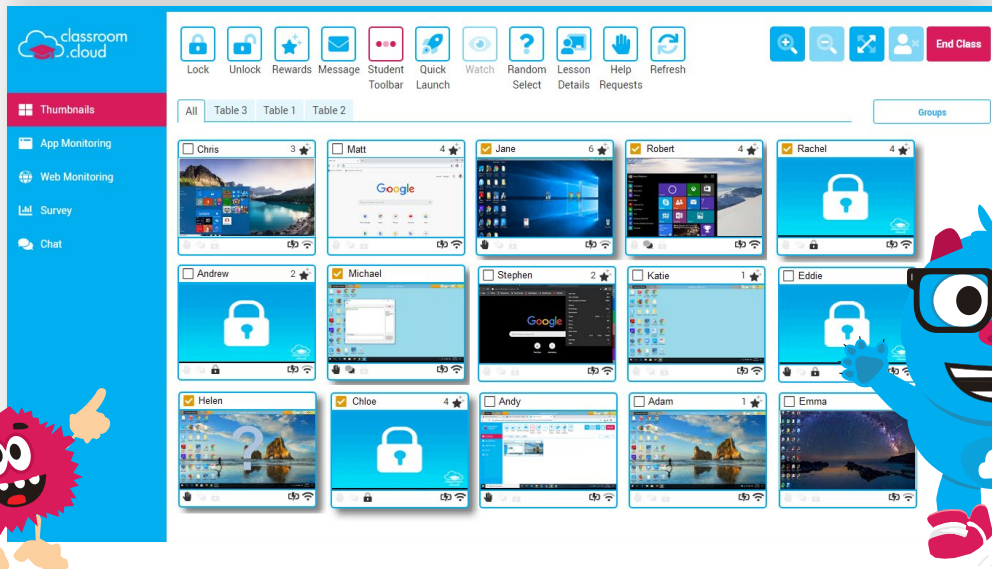 classroom
.cloud
Lock
Unlock
Rewards
Message
Student
Toolbar
Quick
Launch
Watch
Random
Select
Lesson
Details
Help
Requests
Refresh
End Class
Thumbnails
App Monitoring
Web Monitoring
Survey
Chat
All
Table 3
Table 1
Table 2
Groups
Chris 3
Matt 4
Jane 6
Robert 4
Rachel 4
Google
Andrew 2
Michael
Stephen 2
Katie 1
Eddie
Google
Helen
Chloe 4
Andy
Adam 1
Emma
?